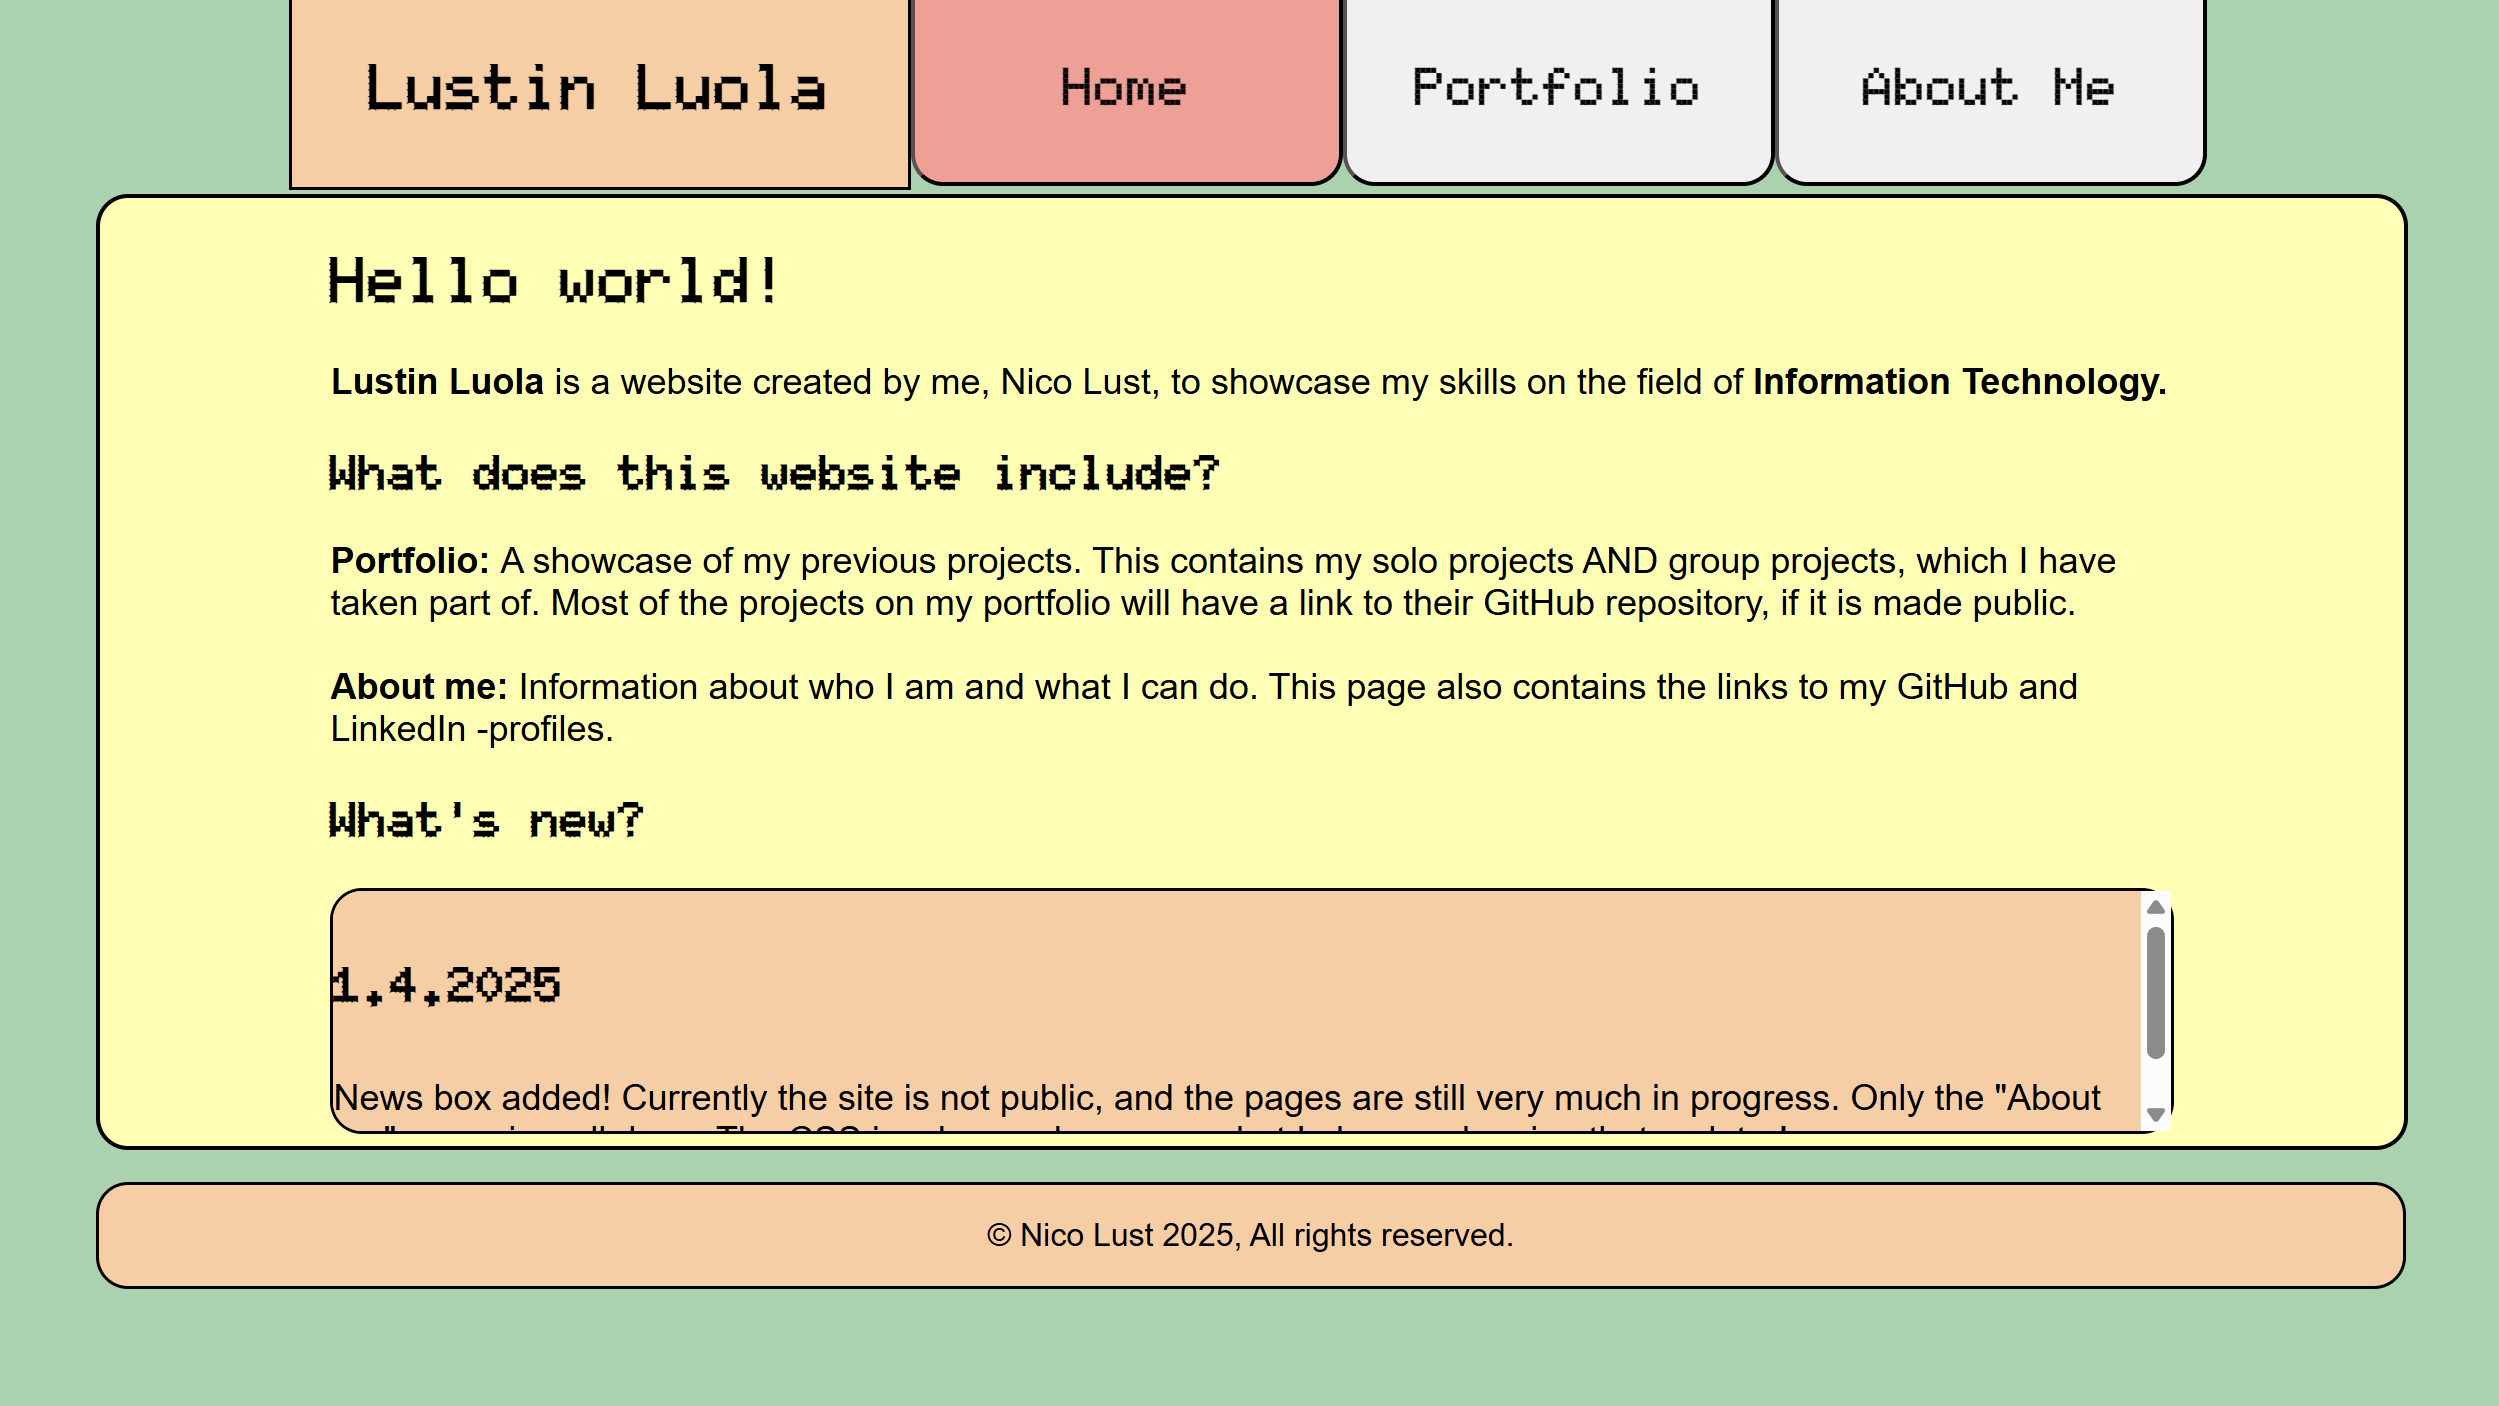 Lustin Luola
Home
Portfolio
About Me
Hello world!
Lustin Luola is a website created by me, Nico Lust, to showcase my skills on the field of Information Technology.
What does this website include?
Portfolio: A showcase of my previous projects. This contains my solo projects AND group projects, which I have
taken part of. Most of the projects on my portfolio will have a link to their GitHub repository, if it is made public.
About me: Information about who I am and what I can do. This page also contains the links to my GitHub and
LinkedIn -profiles.
What's new?
1.4.2025
News box added! Currently the site is not public, and the pages are still very much in progress. Only the "About
© Nico Lust 2025, All rights reserved.